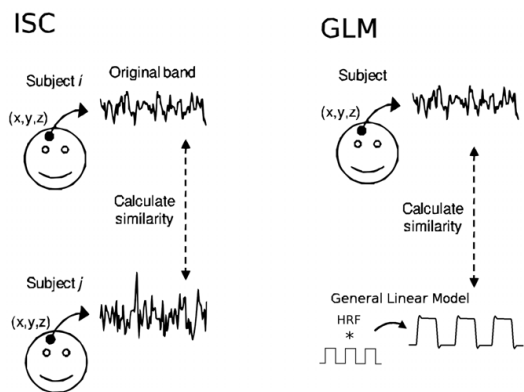 ISC
Subject i
Original band
(x,y,z)
Calculate
similarity
Subject j
(x,y,z)
GLM
Subject
(x,y,z)
Calculate
similarity
General Linear Model
HRF
*